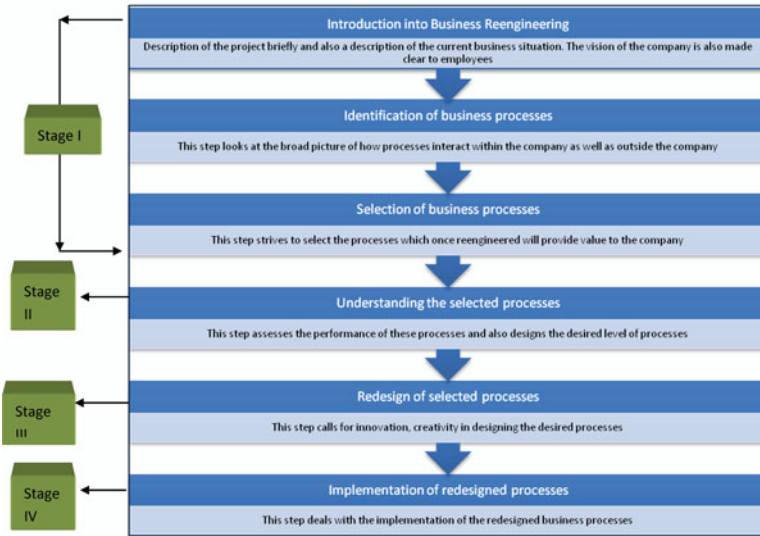 Introduction into Business Reengineering
Description of the project briefly and also a description of the current business situation. The vision of the company is also made
clear to employees
Identification of business processes
Stage I
This step looks at the broad picture of how processes interact within the company as well as outside the company
Selection of business processes
This step strives to select the processes which once reengineered will provide value to the company
Stage
II
Understanding the selected processes
This step assesses the performance of these processes and also designs the desired level of processes
Redesign of selected processes
Stage
III
This step calls for innovation, creativity in designing the desired processes
Stage
IV
Implementation of redesigned processes
This step deals with the implementation of the redesigned business processes